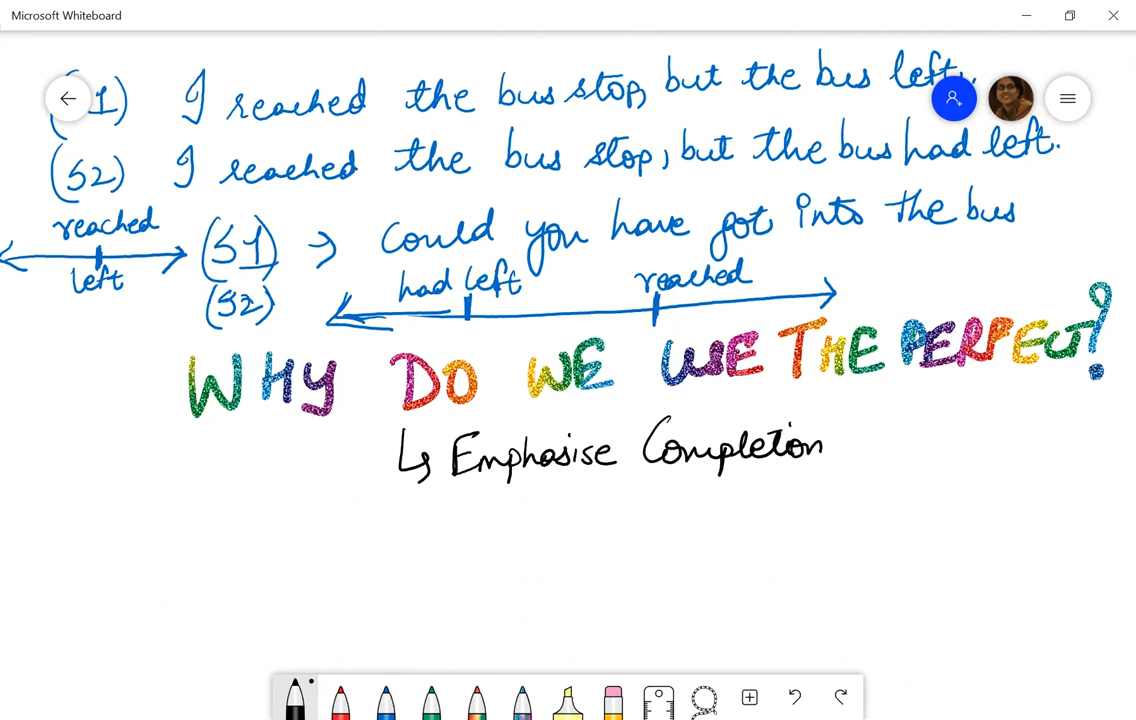 Microsoft Whiteboard
1) I reached the bus stop, but the bus left.
(S2) I reached the bus stop, but the bus had left.
reached
left
(S1) → Could you have got into the bus
(S2)
had left reached
WHY DO WE USE THE PERFECT?
↳ Emphasise Completion